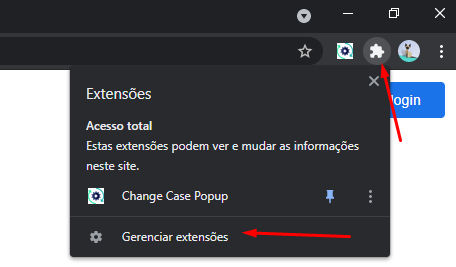 login
Extensões
Acesso total
Estas extensões podem ver e mudar as informações
neste site.
Change Case Popup
Gerenciar extensões